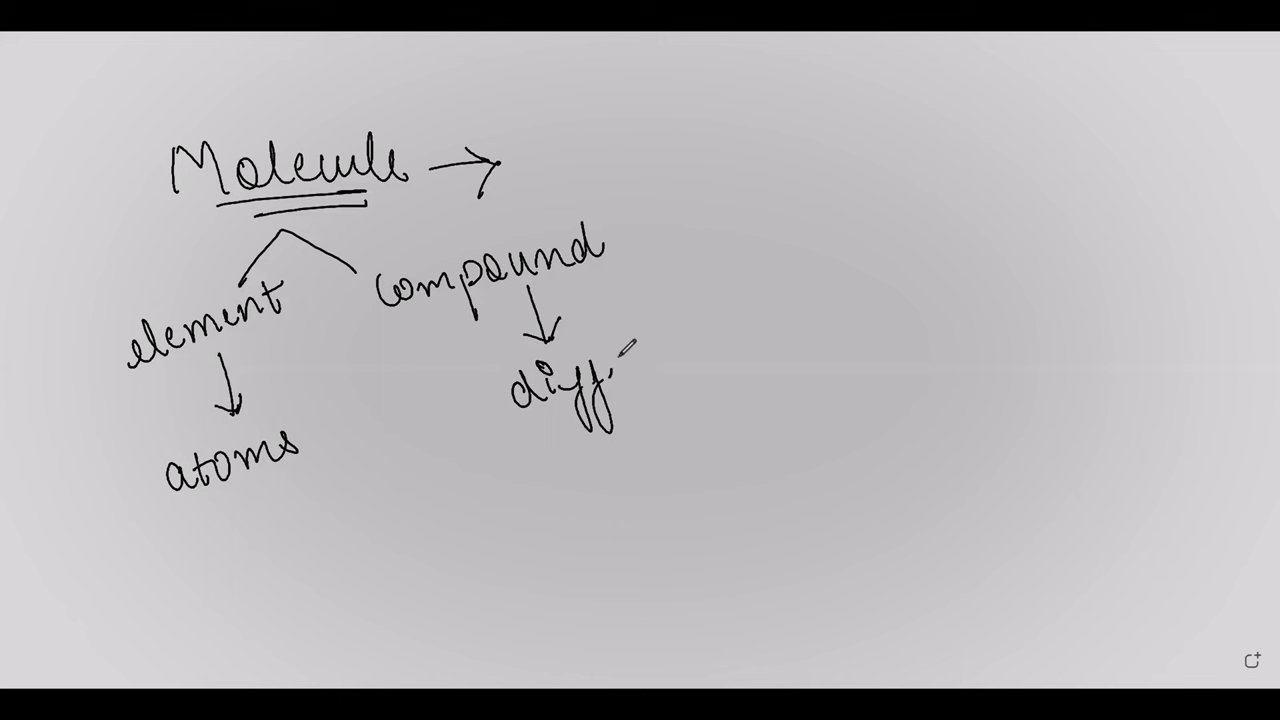 Molecule →
element compound
↓ ↓
atoms diff.